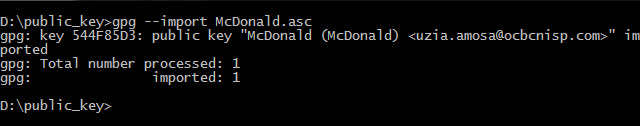 D:\public_key>gpg --import McDonald.asc
gpg: key 544F85D3: public key "McDonald (McDonald) <uzia.amosa@ocbcnisp.com>" im
ported
gpg: Total number processed: 1
gpg:               imported: 1
D:\public_key>